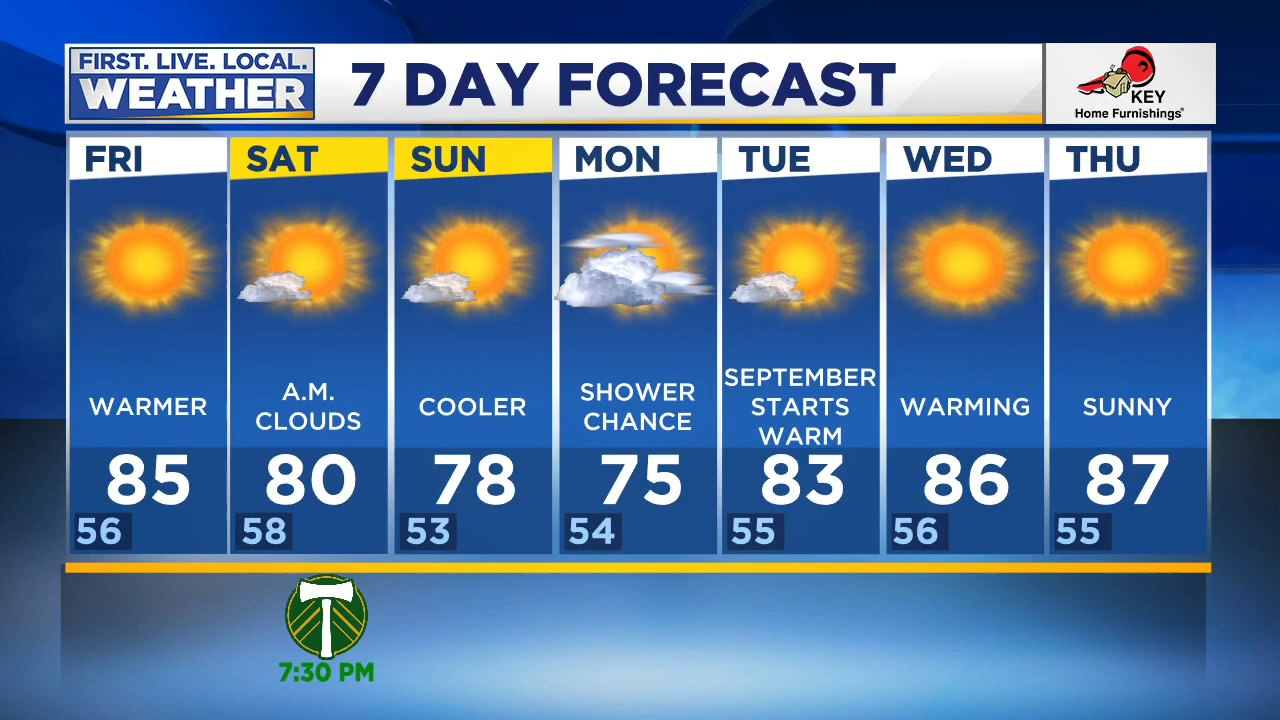 FIRST. LIVE. LOCAL.
WEATHER
7 DAY FORECAST
KEY
Home Furnishings®
FRI
SAT
SUN
MON
TUE
WED
THU
WARMER
A.M.
CLOUDS
COOLER
SHOWER
CHANCE
SEPTEMBER
STARTS
WARM
WARMING
SUNNY
85
80
78
75
83
86
87
56
58
53
54
55
56
55
7:30 PM